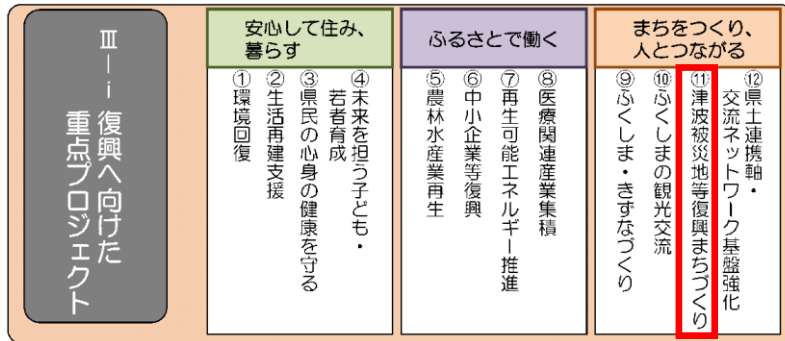 Ⅲ-ⅰ 復興へ向けた
重点プロジェクト
安心して住み、
暮らす
①環境回復
②生活再建支援
③県民の心身の健康を守る
④未来を担う子ども・
若者育成
ふるさとで働く
⑤農林水産業再生
⑥中小企業等復興
⑦再生可能エネルギー推進
⑧医療関連産業集積
まちをつくり、
人とつながる
⑨ふくしま・きずなづくり
⑩ふくしまの観光交流
⑪津波被災地等復興まちづくり
⑫県土連携軸・
交流ネットワーク基盤強化